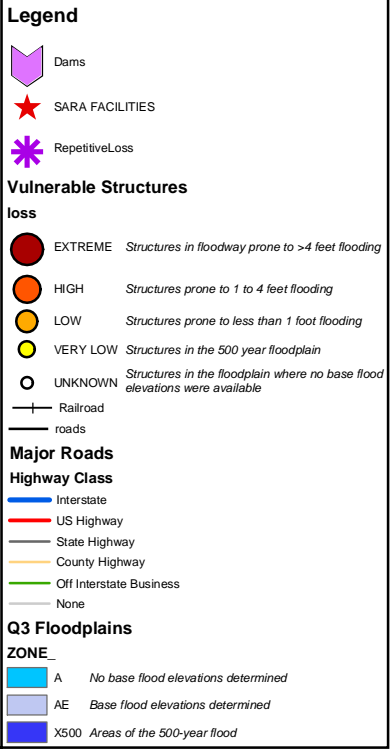 Legend
Dams
SARA FACILITIES
RepetitiveLoss
Vulnerable Structures
loss
EXTREME Structures in floodway prone to >4 feet flooding
HIGH Structures prone to 1 to 4 feet flooding
LOW Structures prone to less than 1 foot flooding
VERY LOW Structures in the 500 year floodplain
UNKNOWN Structures in the floodplain where no base flood
elevations were available
Railroad
roads
Major Roads
Highway Class
Interstate
US Highway
State Highway
County Highway
Off Interstate Business
None
Q3 Floodplains
ZONE_
A No base flood elevations determined
AE Base flood elevations determined
X500 Areas of the 500-year flood